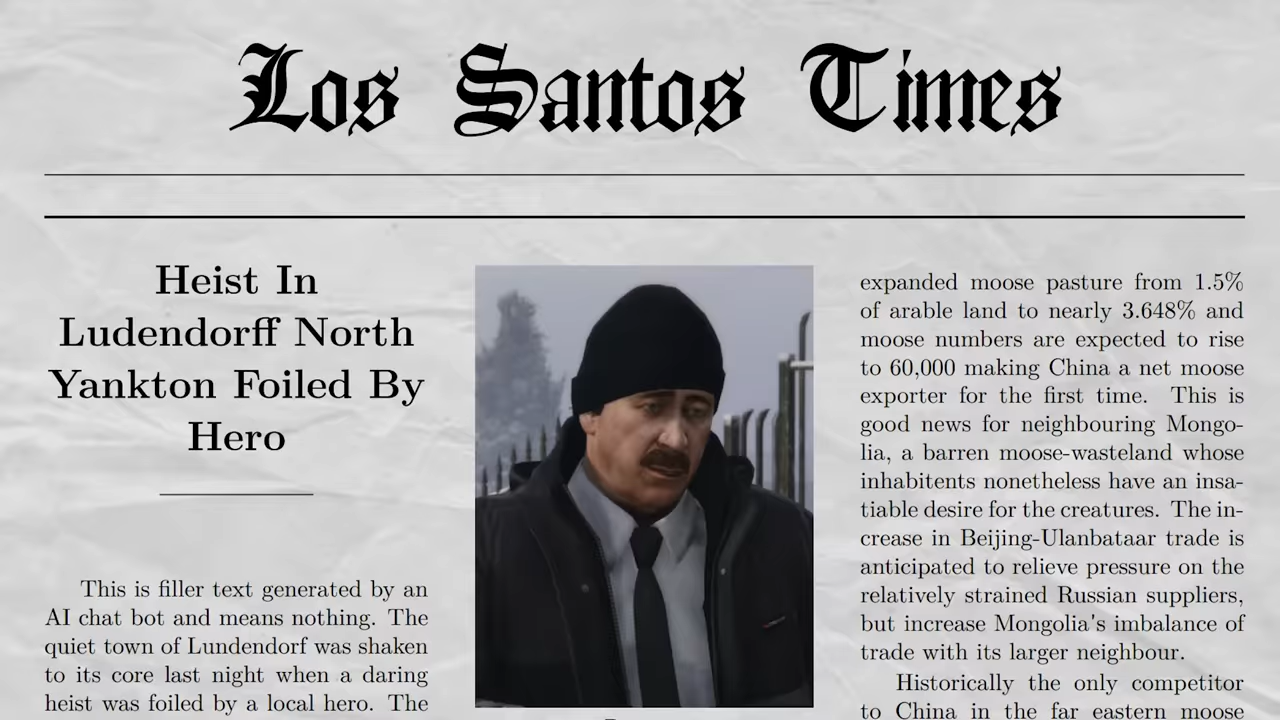 Los Santos Times
Heist In
Ludendorff North
Yankton Foiled By
Hero
This is filler text generated by an
AI chat bot and means nothing. The
quiet town of Lundendorf was shaken
to its core last night when a daring
heist was foiled by a local hero. The
expanded moose pasture from 1.5%
of arable land to nearly 3.648% and
moose numbers are expected to rise
to 60,000 making China a net moose
exporter for the first time. This is
good news for neighbouring Mongo-
lia, a barren moose-wasteland whose
inhabitents nonetheless have an insa-
tiable desire for the creatures. The in-
crease in Beijing-Ulanbataar trade is
anticipated to relieve pressure on the
relatively strained Russian suppliers,
but increase Mongolia's imbalance of
trade with its larger neighbour.
Historically the only competitor
to China in the far eastern moose